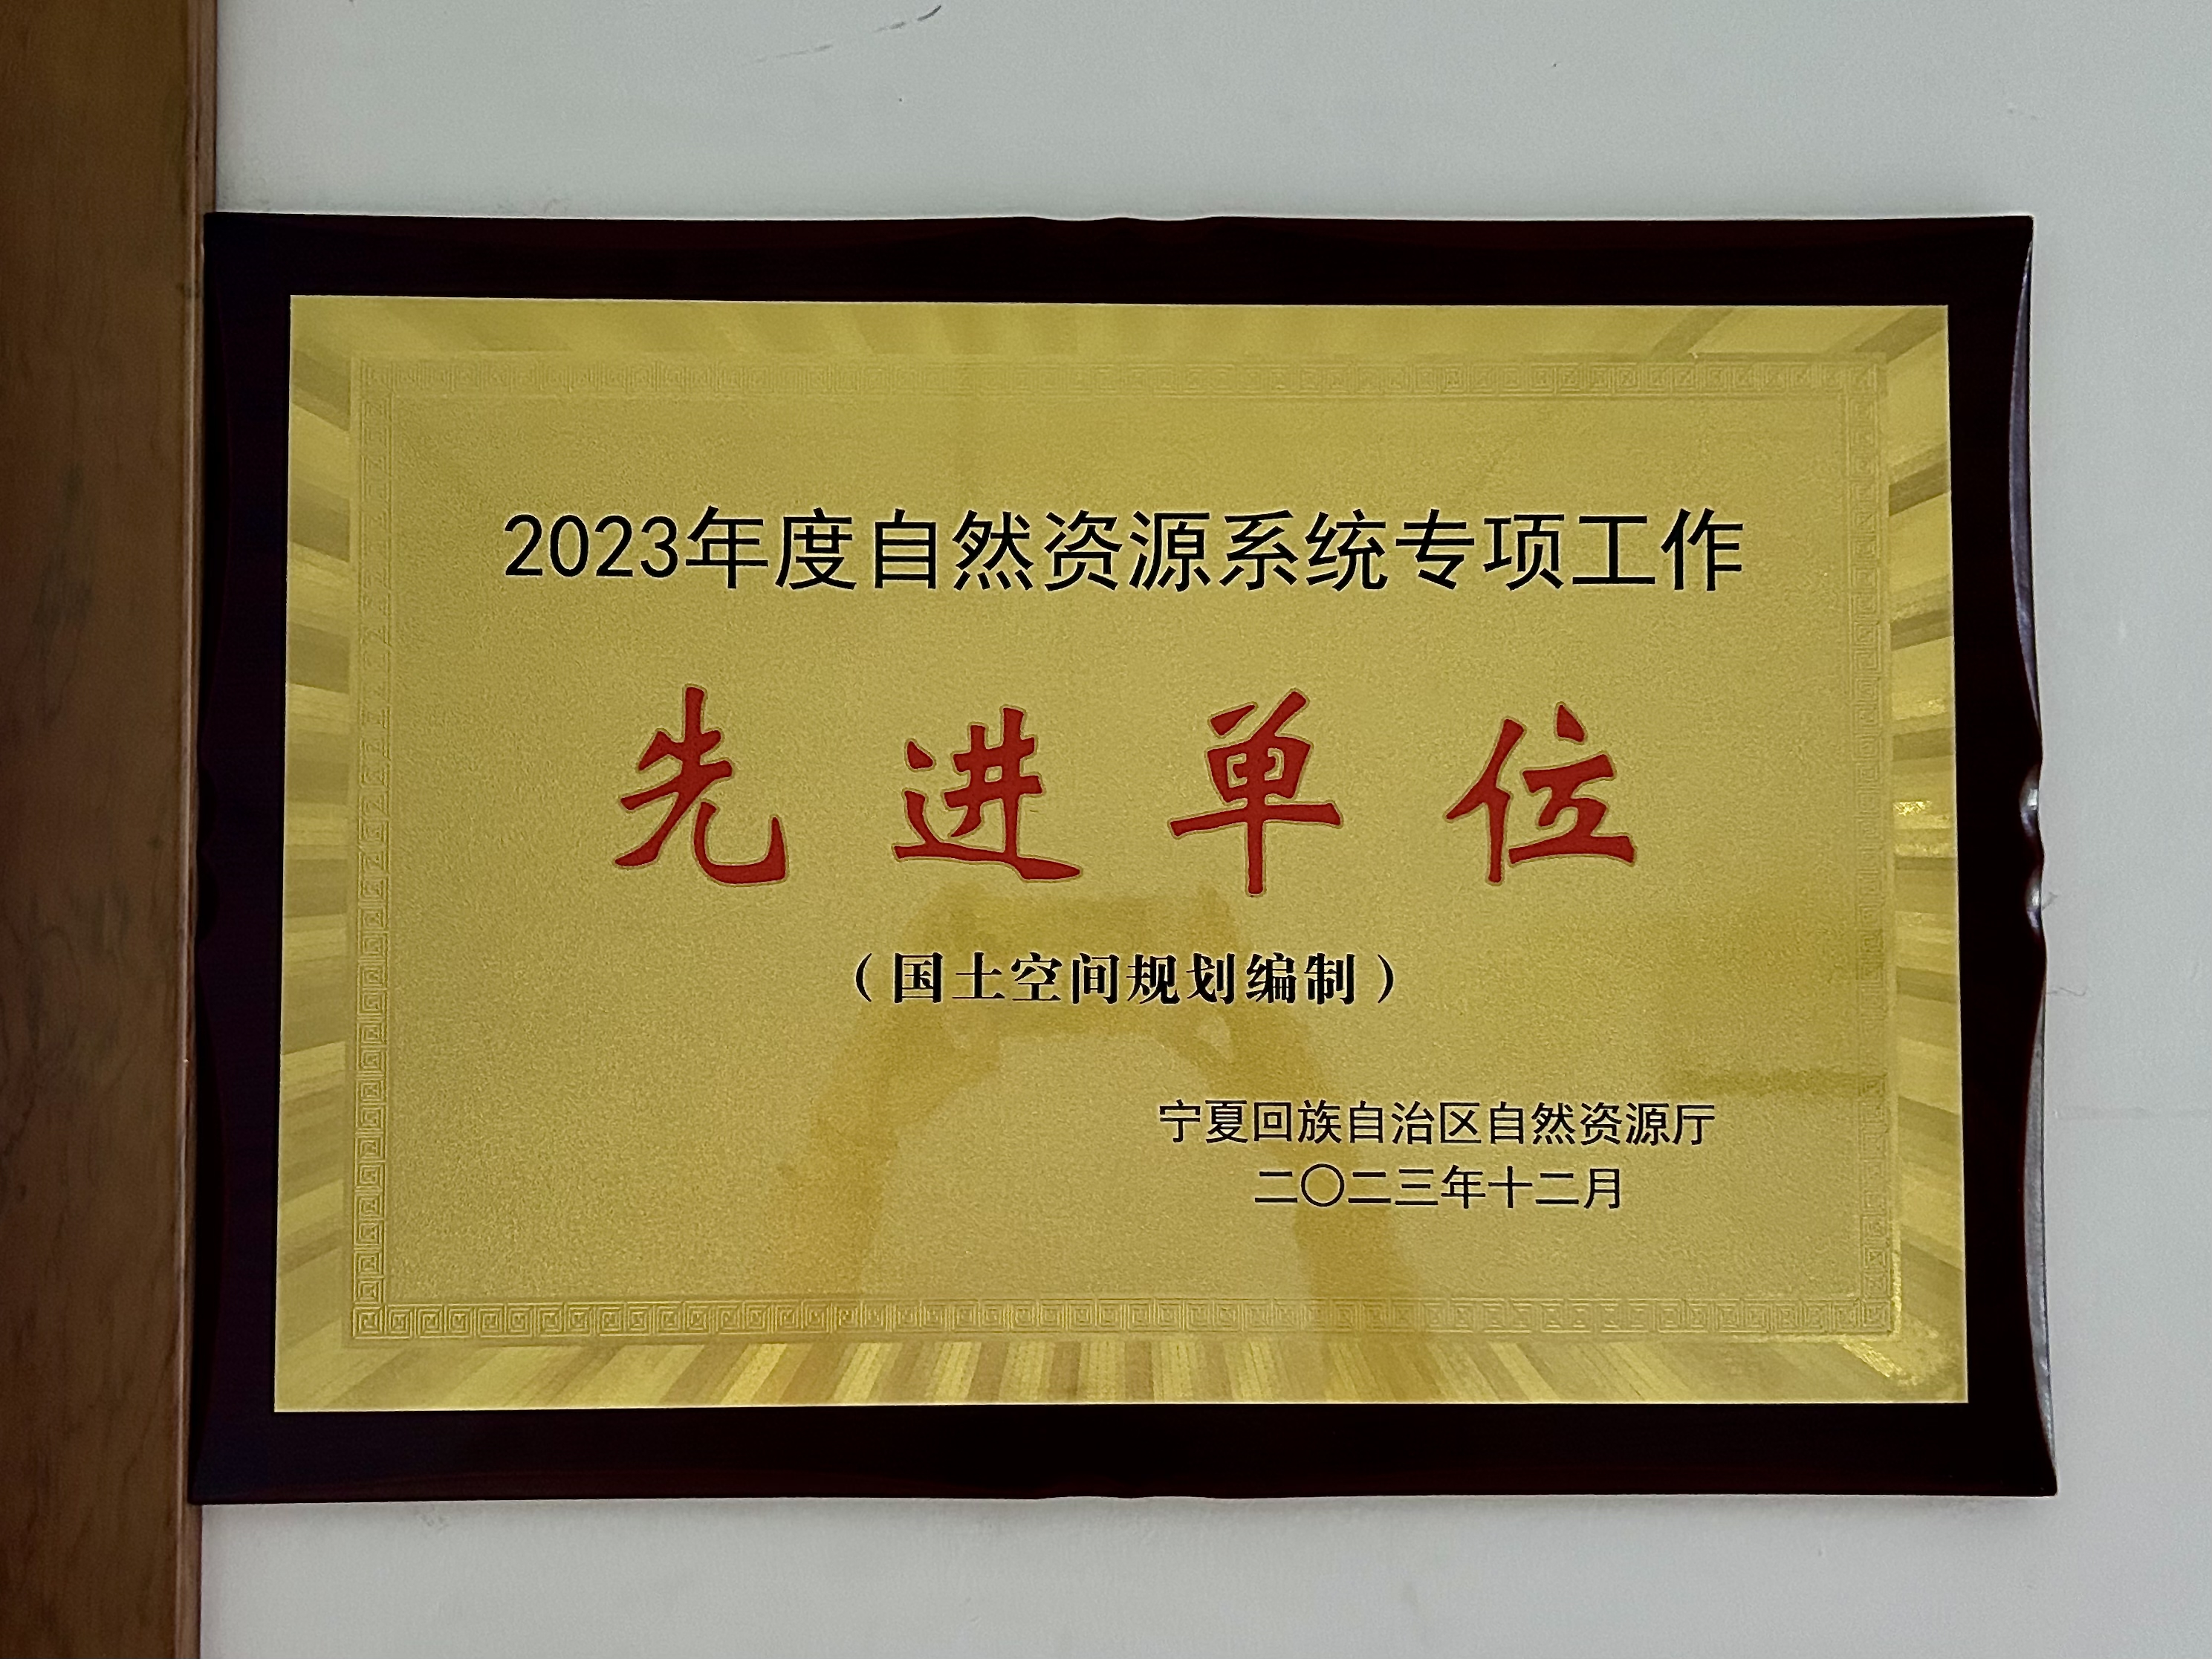 2023年度自然资源系统专项工作
先进单位
（国土空间规划编制）
宁夏回族自治区自然资源厅
二〇二三年十二月